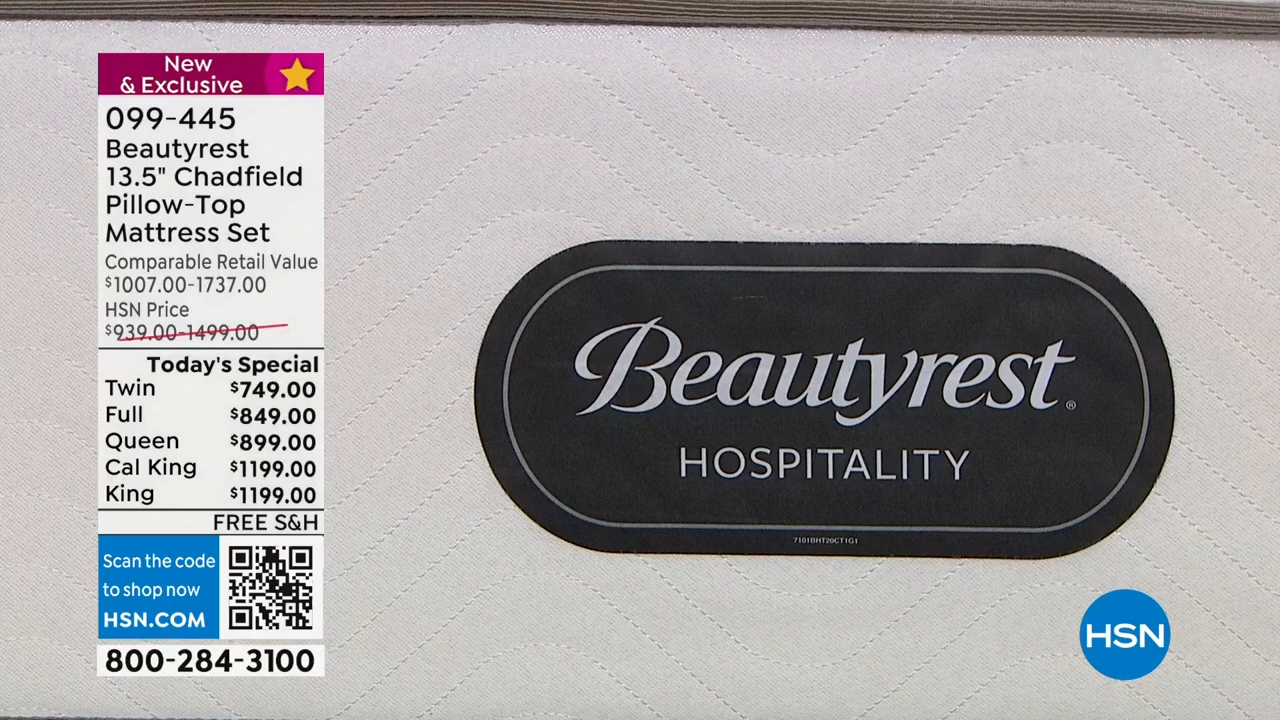 New
& Exclusive
099-445
Beautyrest
13.5" Chadfield
Pillow-Top
Mattress Set
Comparable Retail Value
$1007.00-1737.00
HSN Price
$939.00-1499.00
Today's Special
Twin $749.00
Full $849.00
Queen $899.00
Cal King $1199.00
King $1199.00
FREE S&H
Scan the code
to shop now
HSN.COM
800-284-3100
Beautyrest®
HOSPITALITY
7101BHT20CT1G1
HSN